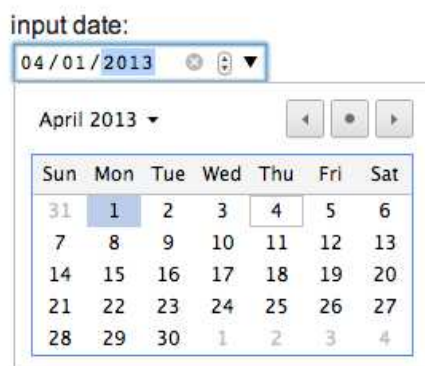 input date:
04/01/2013
April 2013
Sun Mon Tue Wed Thu Fri Sat
31 1 2 3 4 5 6
7 8 9 10 11 12 13
14 15 16 17 18 19 20
21 22 23 24 25 26 27
28 29 30 1 2 3 4